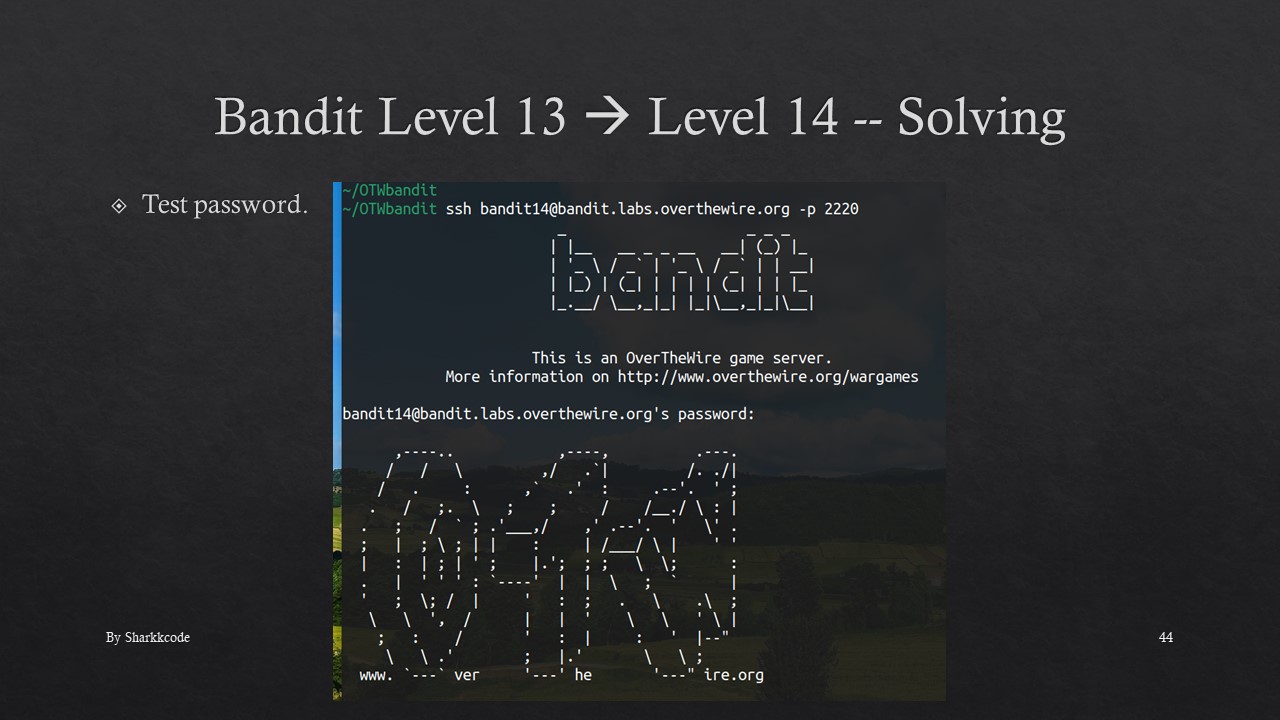 Bandit Level 13 → Level 14 -- Solving
Test password.
~/OTWbandit
~/OTWbandit ssh bandit14@bandit.labs.overthewire.org -p 2220
bandit
This is an OverTheWire game server.
More information on http://www.overthewire.org/wargames
bandit14@bandit.labs.overthewire.org's password:
www. `---` ver '---' he '---" ire.org
By Sharkkcode
44